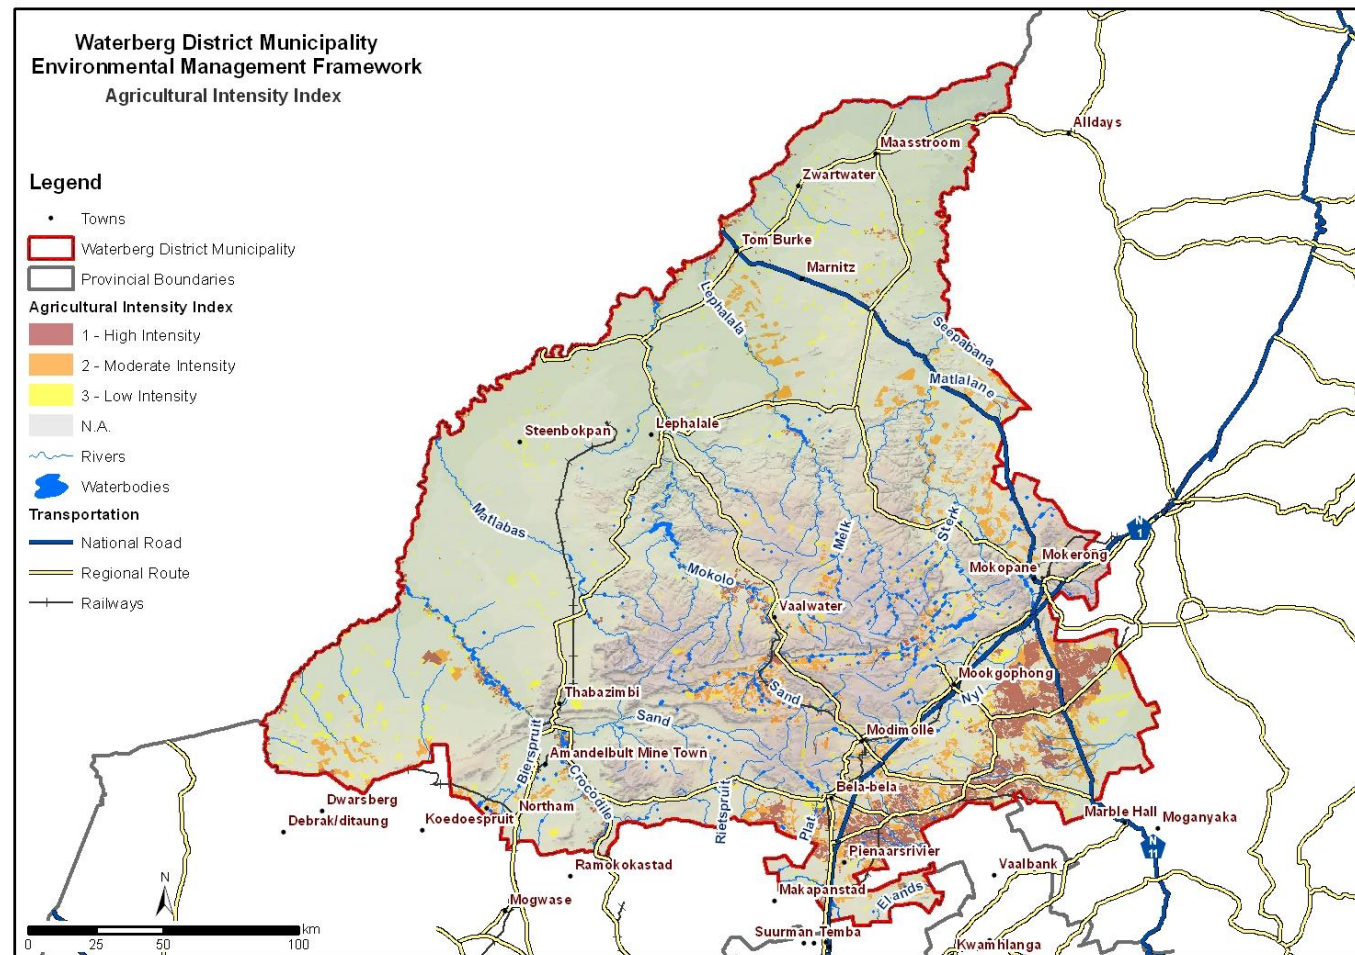 Waterberg District Municipality
Environmental Management Framework
Agricultural Intensity Index
Legend
Towns
Waterberg District Municipality
Provincial Boundaries
Agricultural Intensity Index
1 - High Intensity
2 - Moderate Intensity
3 - Low Intensity
N.A.
Rivers
Waterbodies
Transportation
National Road
Regional Route
Railways
Alldays
Maasstroom
Zwartwater
Tom Burke
Marnitz
Lephalala
Seepabana
Matlalane
Steenbokpan
Lephalale
Matlabas
Melk
Sterk
N
1
Mokerong
Mokopane
Mokolo
Vaalwater
Mookgophong
Nyl
Thabazimbi
Sand
Sand
Modimolle
Bierspruit
Amandelbult Mine Town
Crocodile
Bela-bela
Rietspruit
Plat
Dwarsberg
Debrak/ditaung
Koedoespruit
Northam
Marble Hall
Moganyaka
N
11
Pienaarsrivier
Ramokokastad
Vaalbank
Makapanstad
Elands
Mogwase
Suurman
Temba
Kwamhlanga
N
km
0
25
50
100